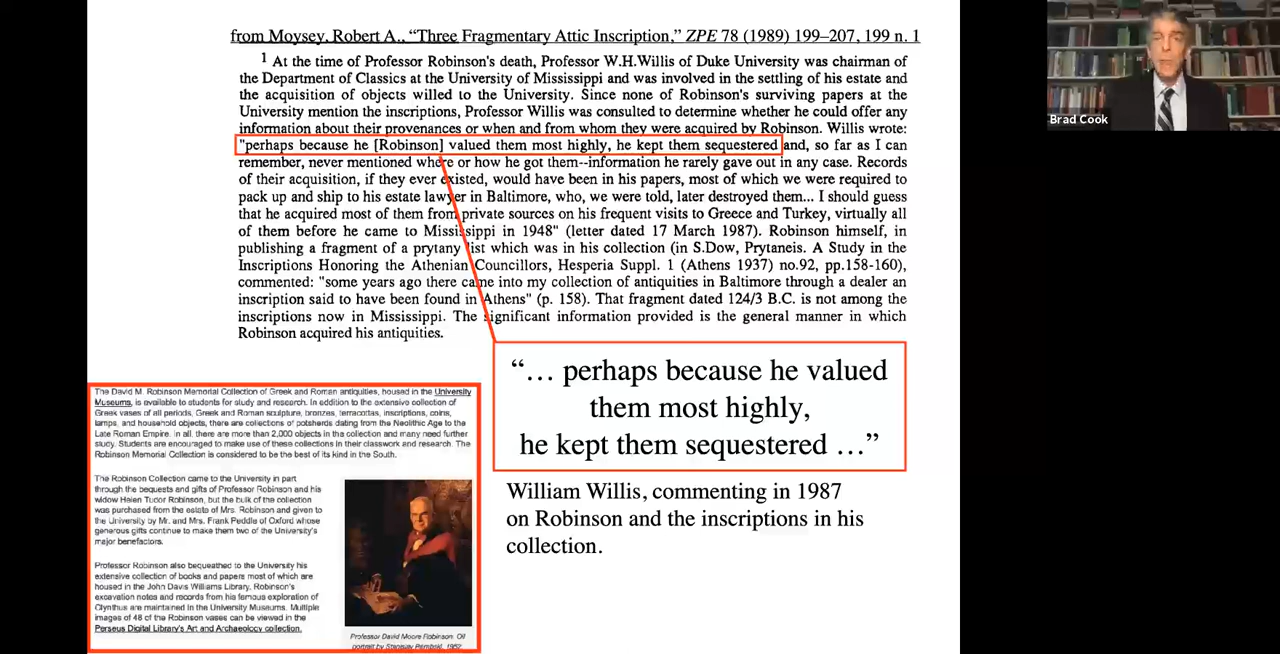 from Moysey, Robert A., “Three Fragmentary Attic Inscription,” ZPE 78 (1989) 199–207, 199 n. 1
1 At the time of Professor Robinson's death, Professor W.H.Willis of Duke University was chairman of
the Department of Classics at the University of Mississippi and was involved in the settling of his estate and
the acquisition of objects willed to the University. Since none of Robinson's surviving papers at the
University mention the inscriptions, Professor Willis was consulted to determine whether he could offer any
information about their provenances or when and from whom they were acquired by Robinson. Willis wrote:
"perhaps because he [Robinson] valued them most highly, he kept them sequestered and, so far as I can
remember, never mentioned where or how he got them--information he rarely gave out in any case. Records
of their acquisition, if they ever existed, would have been in his papers, most of which we were required to
pack up and ship to his estate lawyer in Baltimore, who, we were told, later destroyed them... I should guess
that he acquired most of them from private sources on his frequent visits to Greece and Turkey, virtually all
of them before he came to Mississippi in 1948" (letter dated 17 March 1987). Robinson himself, in
publishing a fragment of a prytany list which was in his collection (in S.Dow, Prytaneis. A Study in the
Inscriptions Honoring the Athenian Councillors, Hesperia Suppl. 1 (Athens 1937) no.92, pp.158-160),
commented: "some years ago there came into my collection of antiquities in Baltimore through a dealer an
inscription said to have been found in Athens" (p. 158). That fragment dated 124/3 B.C. is not among the
inscriptions now in Mississippi. The significant information provided is the general manner in which
Robinson acquired his antiquities.
“… perhaps because he valued
them most highly,
he kept them sequestered …”
William Willis, commenting in 1987
on Robinson and the inscriptions in his
collection.
The David M. Robinson Memorial Collection of Greek and Roman antiquities, housed in the University
Museums, is available to students for study and research. In addition to the extensive collection of
Greek vases of all periods, Greek and Roman sculpture, bronzes, terracottas, inscriptions, coins,
lamps, and household objects, there are collections of potsherds dating from the Neolithic Age to the
Late Roman Empire. In all, there are more than 2,000 objects in the collection and many need further
study. Students are encouraged to make use of these collections in their classwork and research. The
Robinson Memorial Collection is considered to be the best of its kind in the South.
The Robinson Collection came to the University in part
through the bequests and gifts of Professor Robinson and his
widow Helen Tudor Robinson, but the bulk of the collection
was purchased from the estate of Mrs. Robinson and given to
the University by Mr. and Mrs. Frank Peddle of Oxford whose
generous gifts continue to make them two of the University's
major benefactors.
Professor Robinson also bequeathed to the University his
extensive collection of books and papers most of which are
housed in the John Davis Williams Library. Robinson's
excavation notes and records from his famous exploration of
Olynthus are maintained in the University Museums. Multiple
images of 48 of the Robinson vases can be viewed in the
Perseus Digital Library's Art and Archaeology collection.
Professor David Moore Robinson. Oil
portrait by Stanislav Rembski, 1952.
Brad Cook